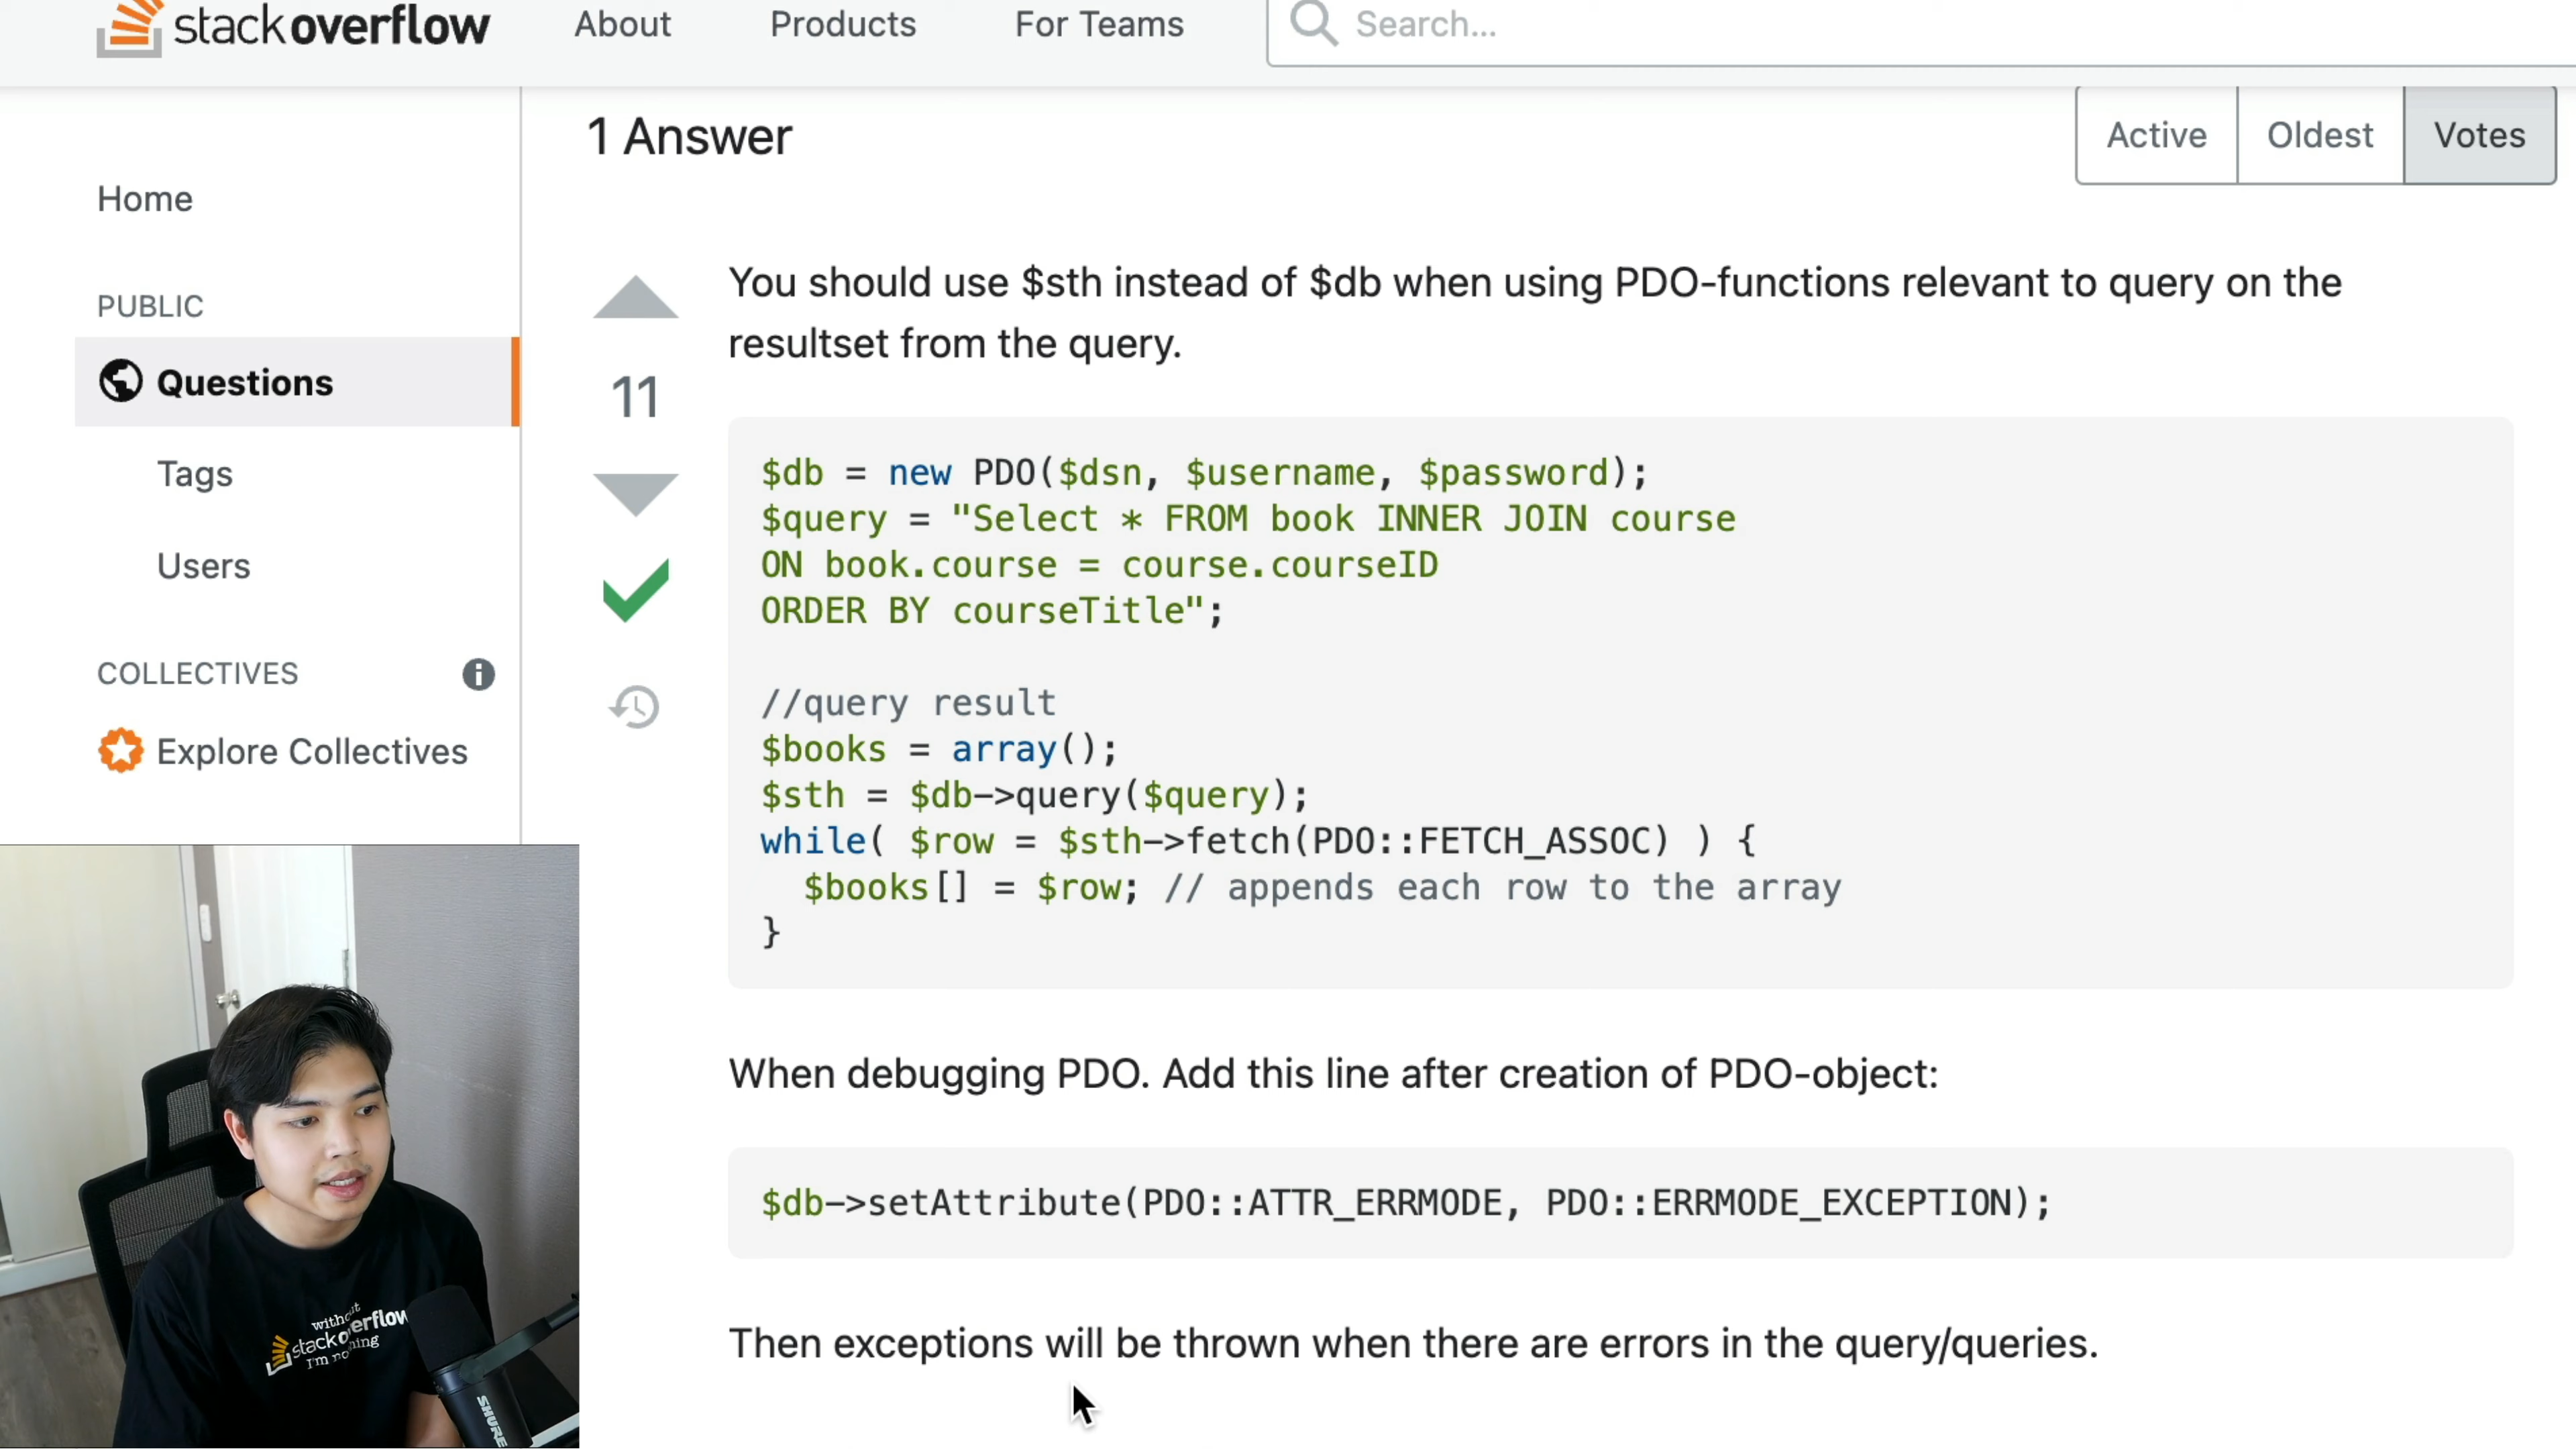 stackoverflow
About
Products
For Teams
Search...
1 Answer
Active
Oldest
Votes
Home
PUBLIC
Questions
Tags
Users
COLLECTIVES
Explore Collectives
11
You should use $sth instead of $db when using PDO-functions relevant to query on the
resultset from the query.
$db = new PDO($dsn, $username, $password);
$query = "Select * FROM book INNER JOIN course
ON book.course = course.courseID
ORDER BY courseTitle";
//query result
$books = array();
$sth = $db->query($query);
while( $row = $sth->fetch(PDO::FETCH_ASSOC) ) {
$books[] = $row; // appends each row to the array
}
When debugging PDO. Add this line after creation of PDO-object:
$db->setAttribute(PDO::ATTR_ERRMODE, PDO::ERRMODE_EXCEPTION);
Then exceptions will be thrown when there are errors in the query/queries.
without
stackoverflow
I'm nothing
SHURE